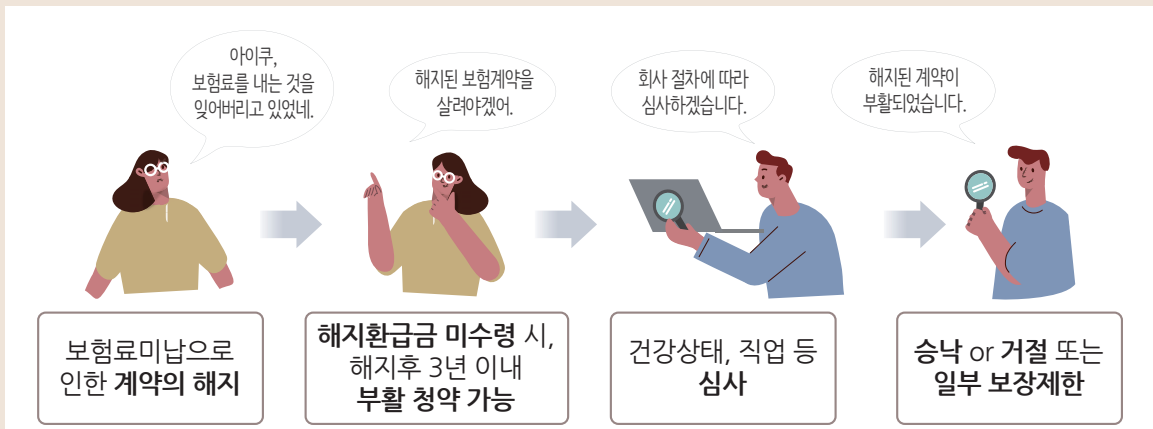 아이쿠,
보험료를 내는 것을
잊어버리고 있었네.
해지된 보험계약을
살려야겠어.
회사 절차에 따라
심사하겠습니다.
해지된 계약이
부활되었습니다.
보험료미납으로
인한 계약의 해지
해지환급금 미수령 시,
해지후 3년 이내
부활 청약 가능
건강상태, 직업 등
심사
승낙 or 거절 또는
일부 보장제한